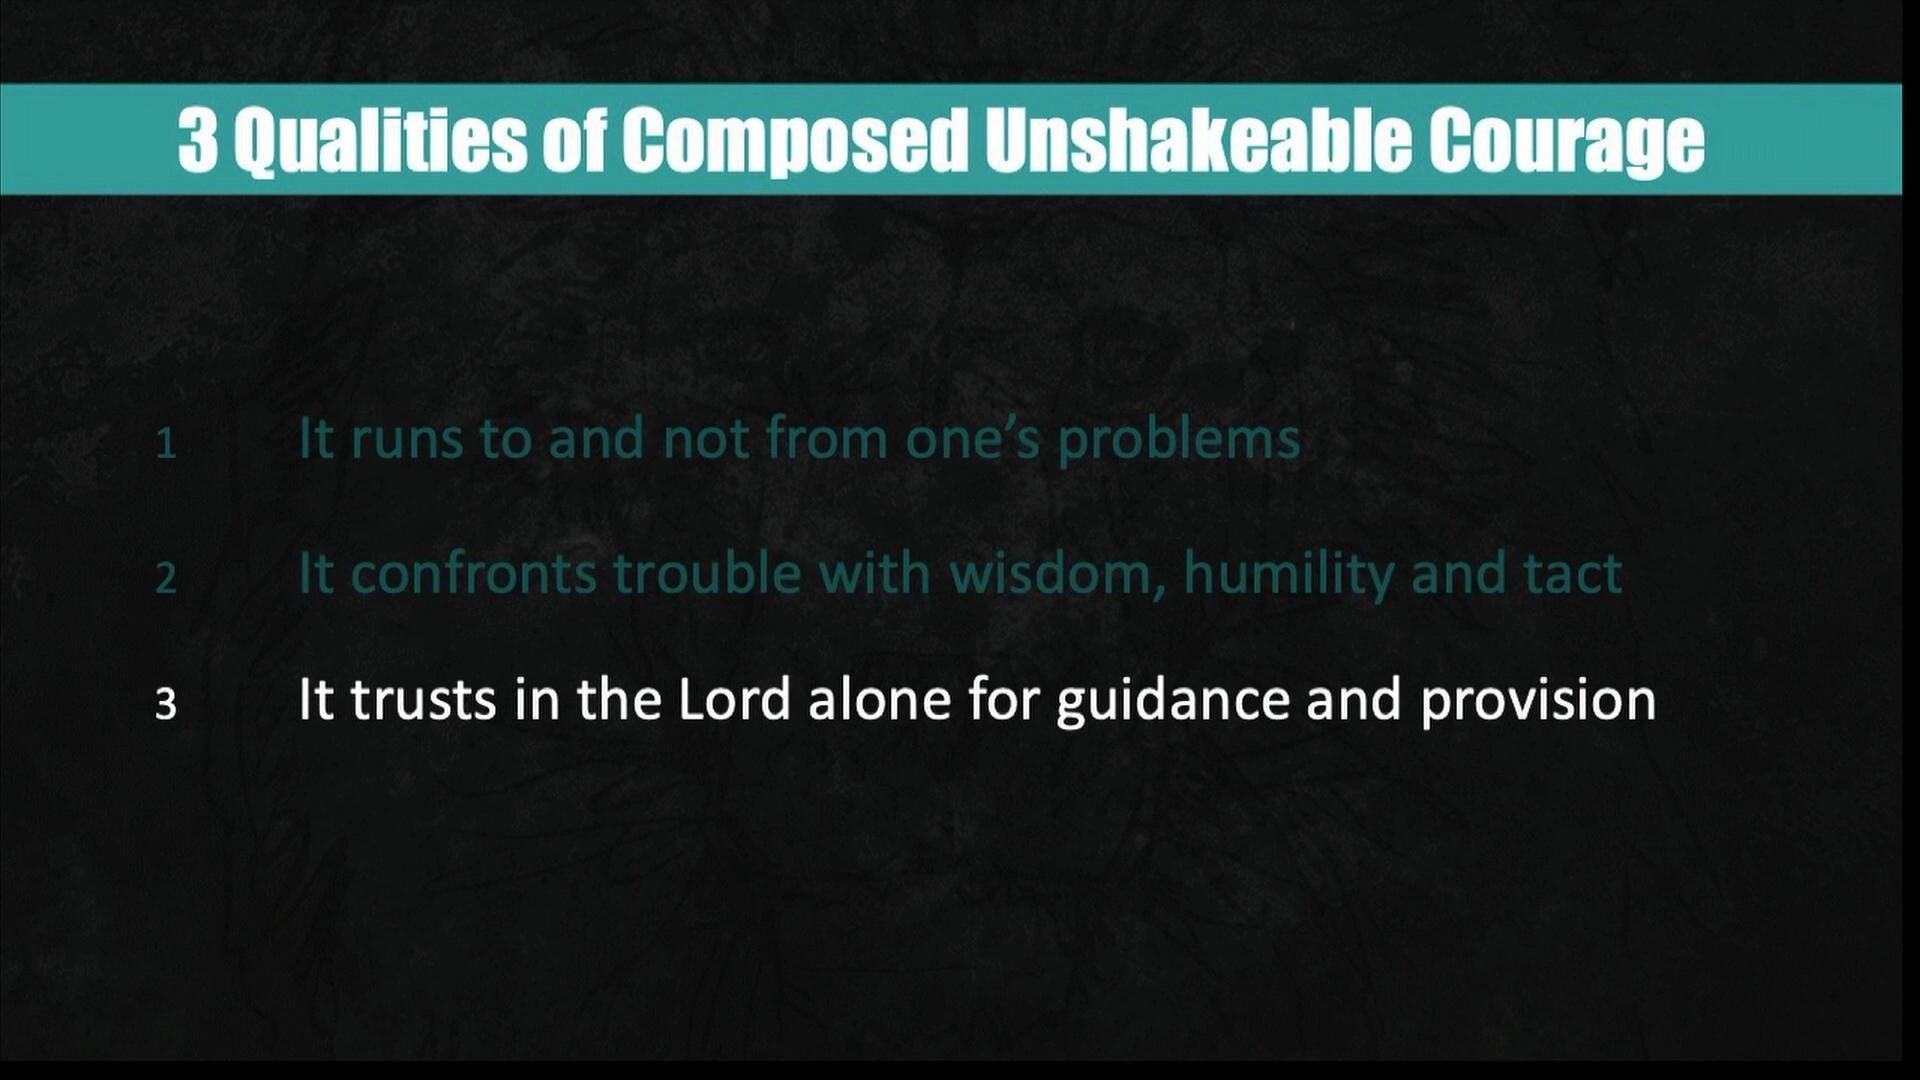 3 Qualities of Composed Unshakeable Courage
1 It runs to and not from one’s problems
2 It confronts trouble with wisdom, humility and tact
3 It trusts in the Lord alone for guidance and provision